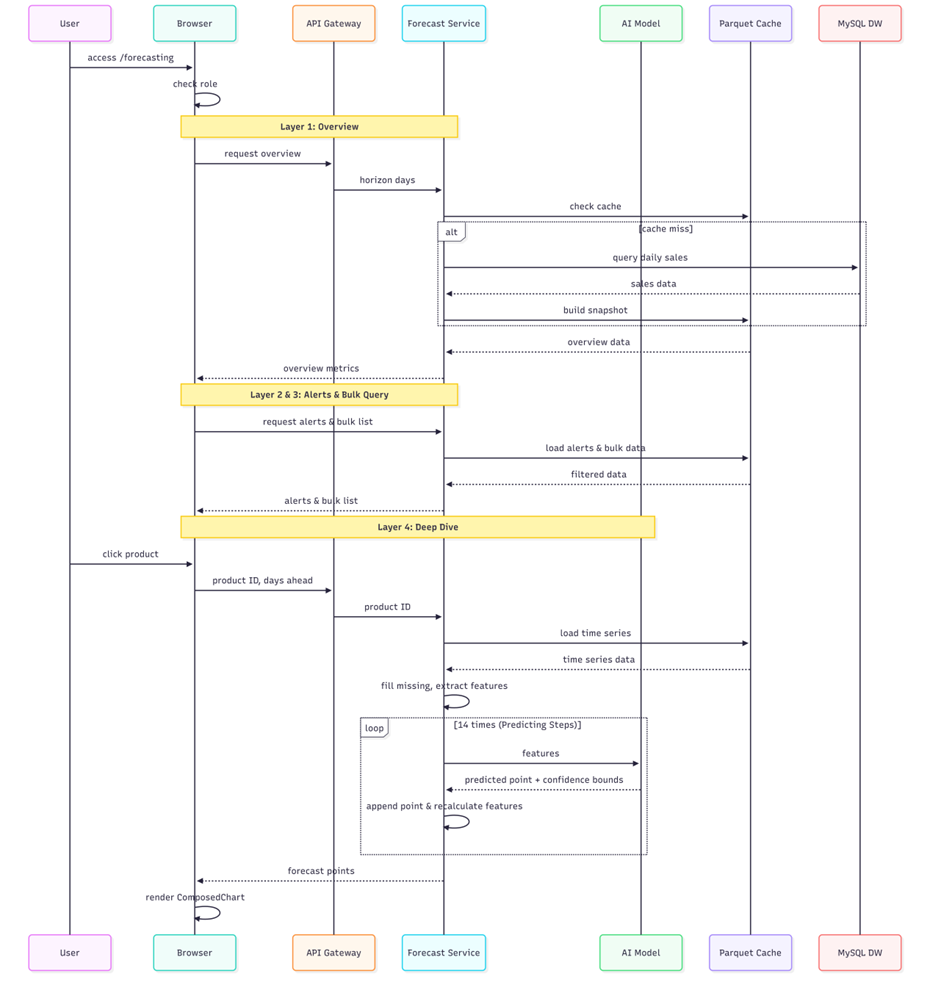 User
Browser
API Gateway
Forecast Service
AI Model
Parquet Cache
MySQL DW
access /forecasting
check role
Layer 1: Overview
request overview
horizon days
check cache
alt
[cache miss]
query daily sales
sales data
build snapshot
overview data
overview metrics
Layer 2 & 3: Alerts & Bulk Query
request alerts & bulk list
load alerts & bulk data
filtered data
alerts & bulk list
Layer 4: Deep Dive
click product
product ID, days ahead
product ID
load time series
time series data
fill missing, extract features
loop
[14 times (Predicting Steps)]
features
predicted point + confidence bounds
append point & recalculate features
forecast points
render ComposedChart
User
Browser
API Gateway
Forecast Service
AI Model
Parquet Cache
MySQL DW